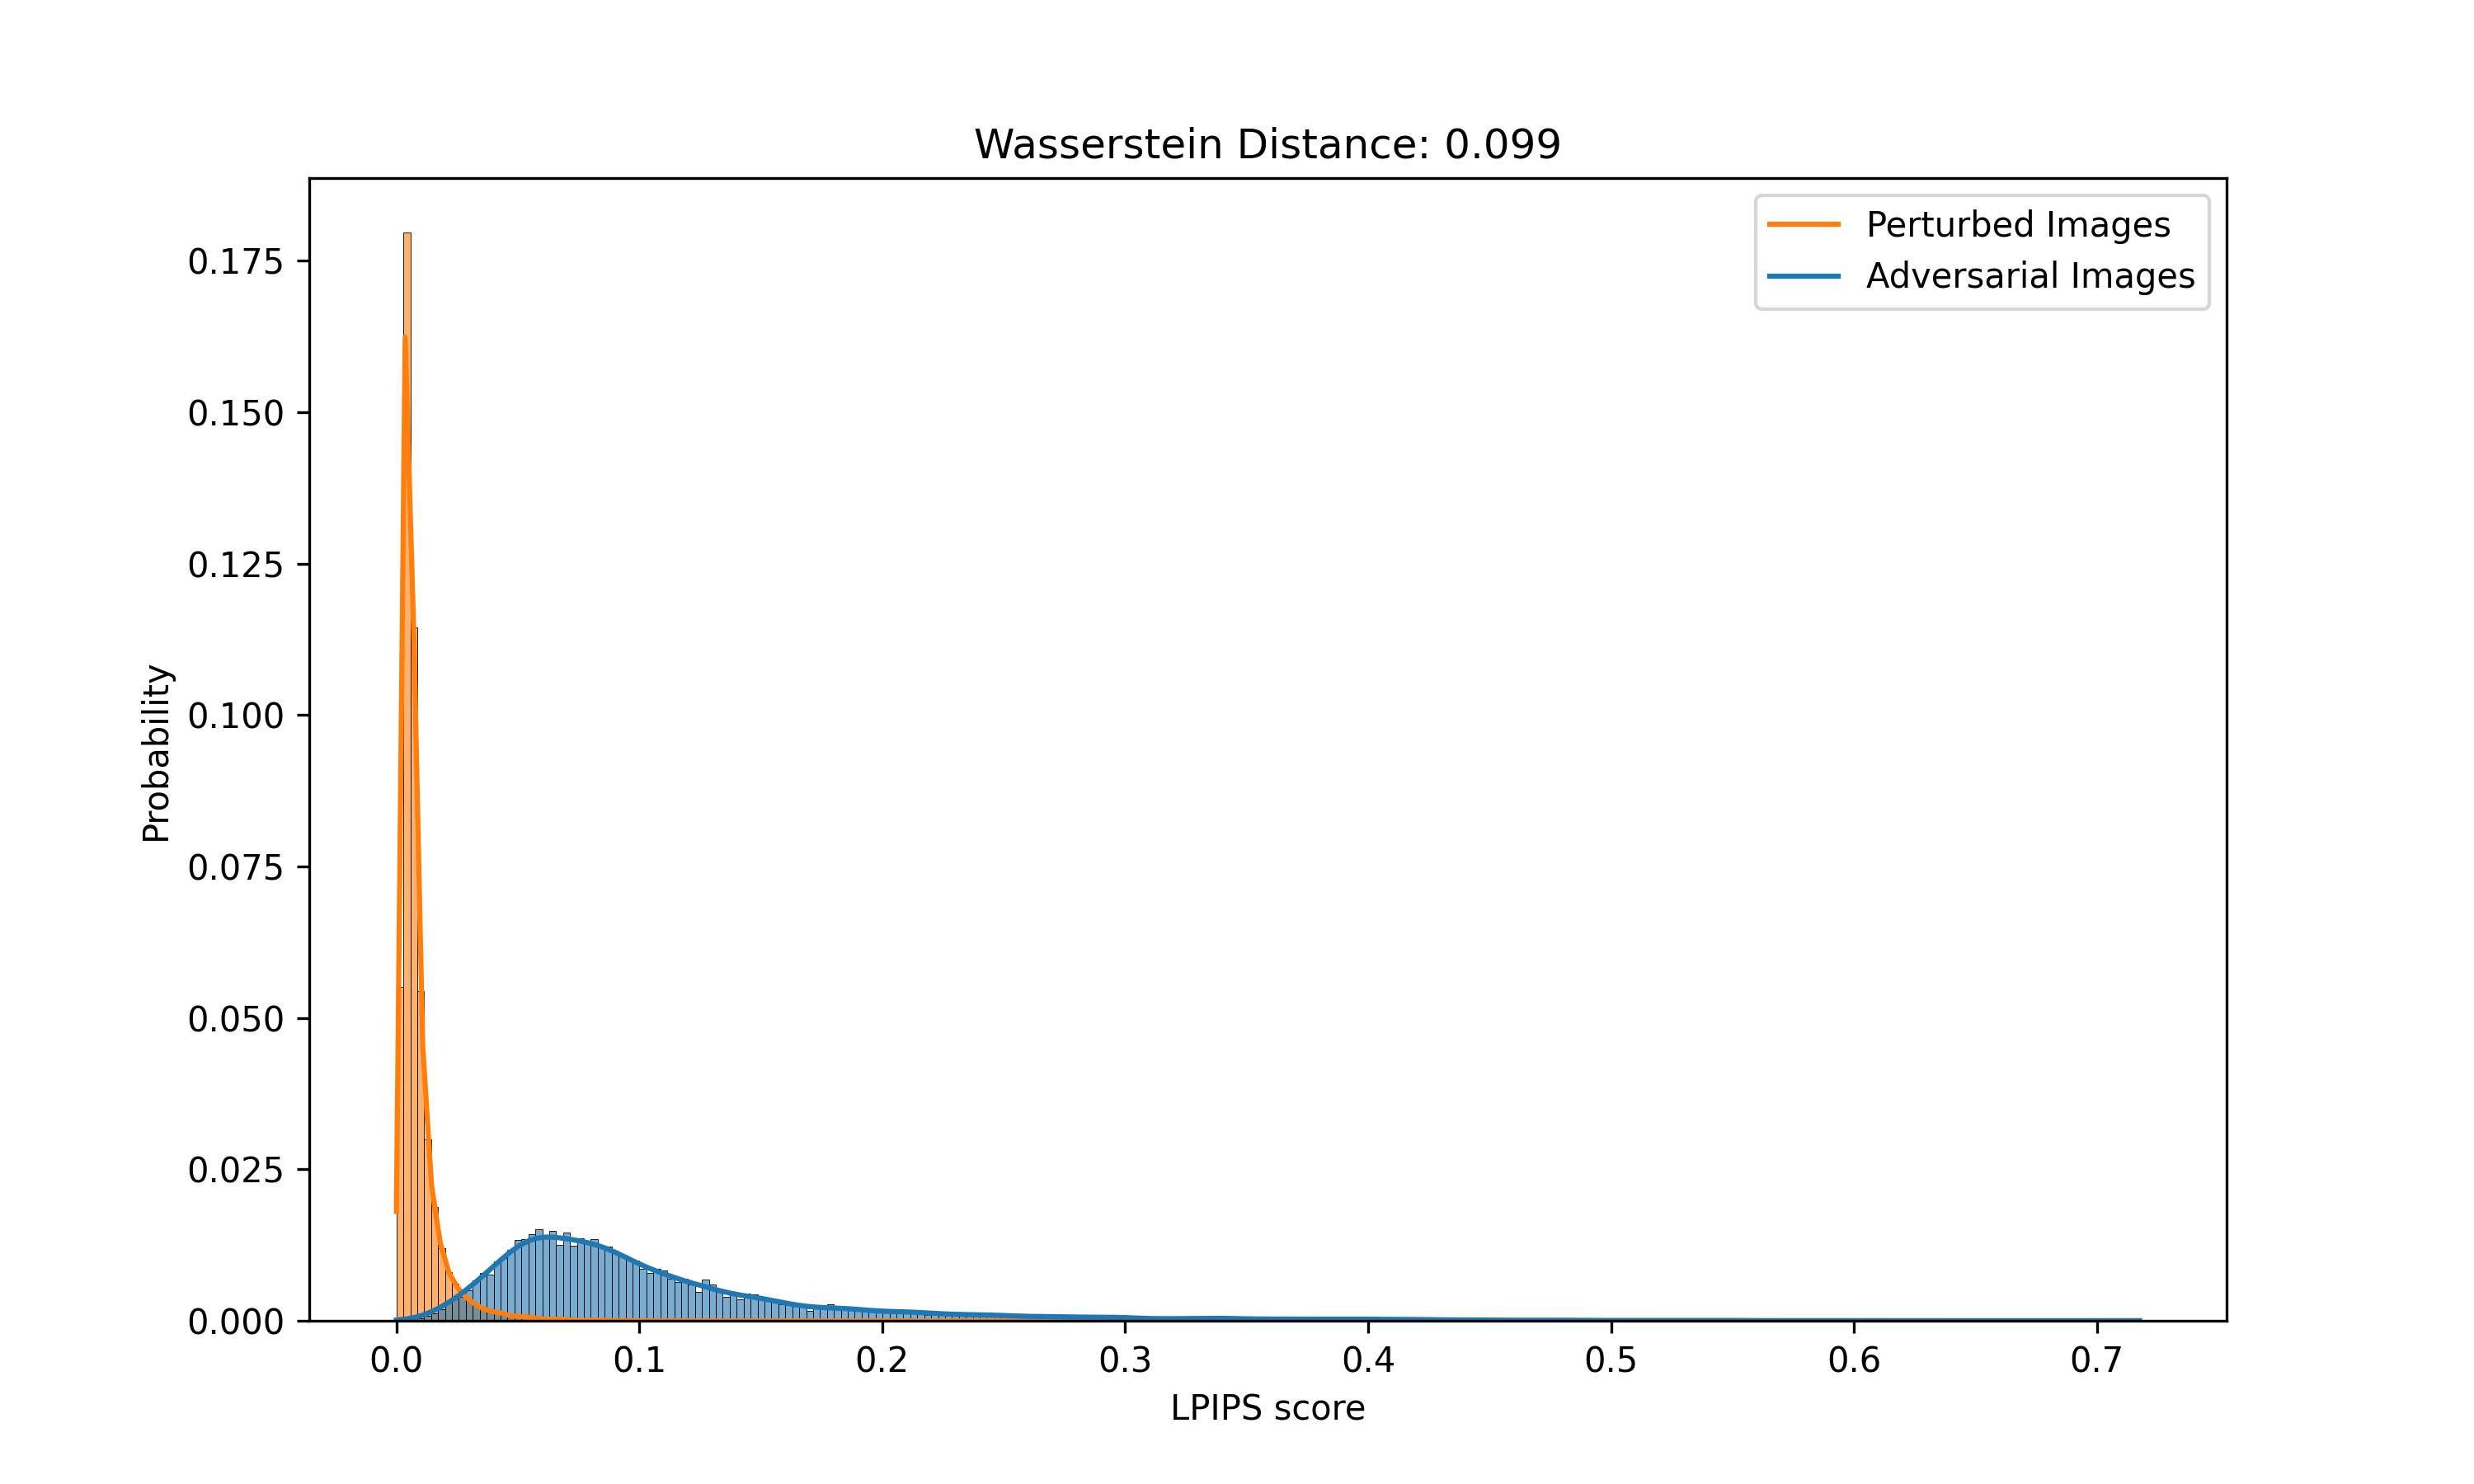 Wasserstein Distance: 0.099
Perturbed Images
Adversarial Images
Probability
0.175
0.150
0.125
0.100
0.075
0.050
0.025
0.000
0.0 0.1 0.2 0.3 0.4 0.5 0.6 0.7
LPIPS score